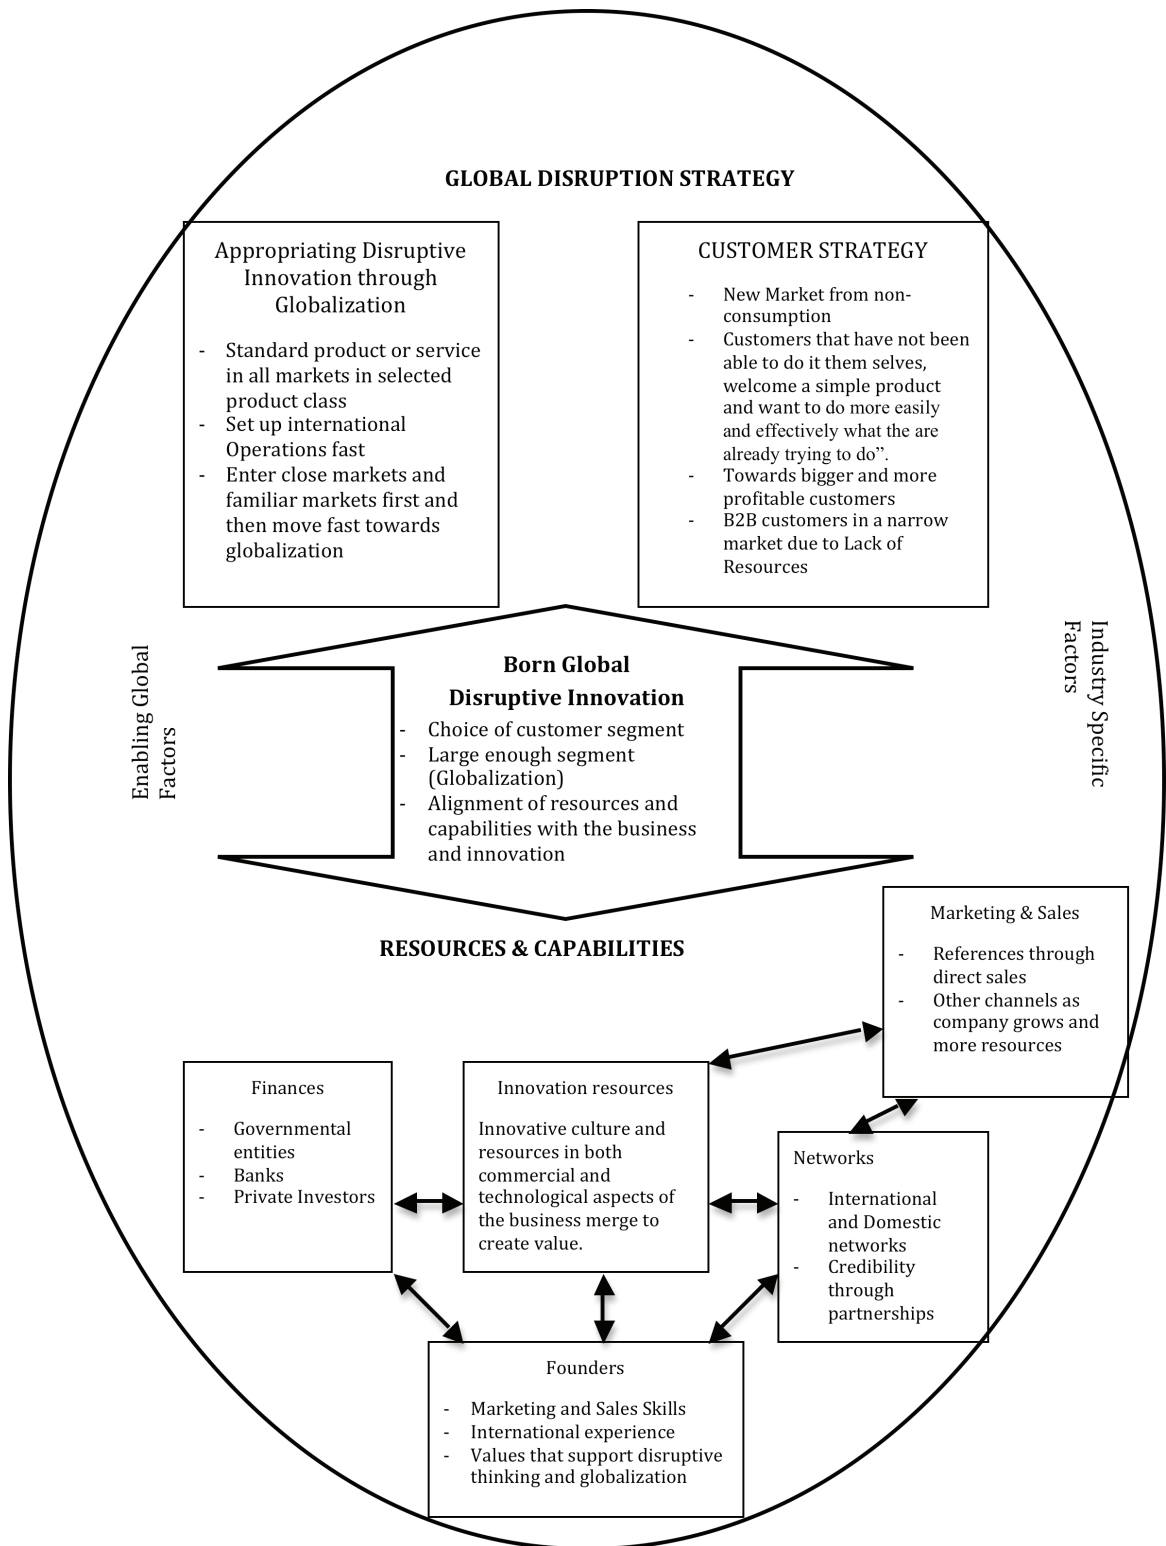 GLOBAL DISRUPTION STRATEGY
Appropriating Disruptive
Innovation through
Globalization
- Standard product or service
in all markets in selected
product class
- Set up international
Operations fast
- Enter close markets and
familiar markets first and
then move fast towards
globalization
CUSTOMER STRATEGY
- New Market from non-
consumption
- Customers that have not been
able to do it them selves,
welcome a simple product
and want to do more easily
and effectively what the are
already trying to do”.
- Towards bigger and more
profitable customers
- B2B customers in a narrow
market due to Lack of
Resources
Enabling Global
Factors
Born Global
Disruptive Innovation
- Choice of customer segment
- Large enough segment
(Globalization)
- Alignment of resources and
capabilities with the business
and innovation
Industry Specific
Factors
RESOURCES & CAPABILITIES
Marketing & Sales
- References through
direct sales
- Other channels as
company grows and
more resources
Finances
- Governmental
entities
- Banks
- Private Investors
Innovation resources
Innovative culture and
resources in both
commercial and
technological aspects of
the business merge to
create value.
Networks
- International
and Domestic
networks
- Credibility
through
partnerships
Founders
- Marketing and Sales Skills
- International experience
- Values that support disruptive
thinking and globalization